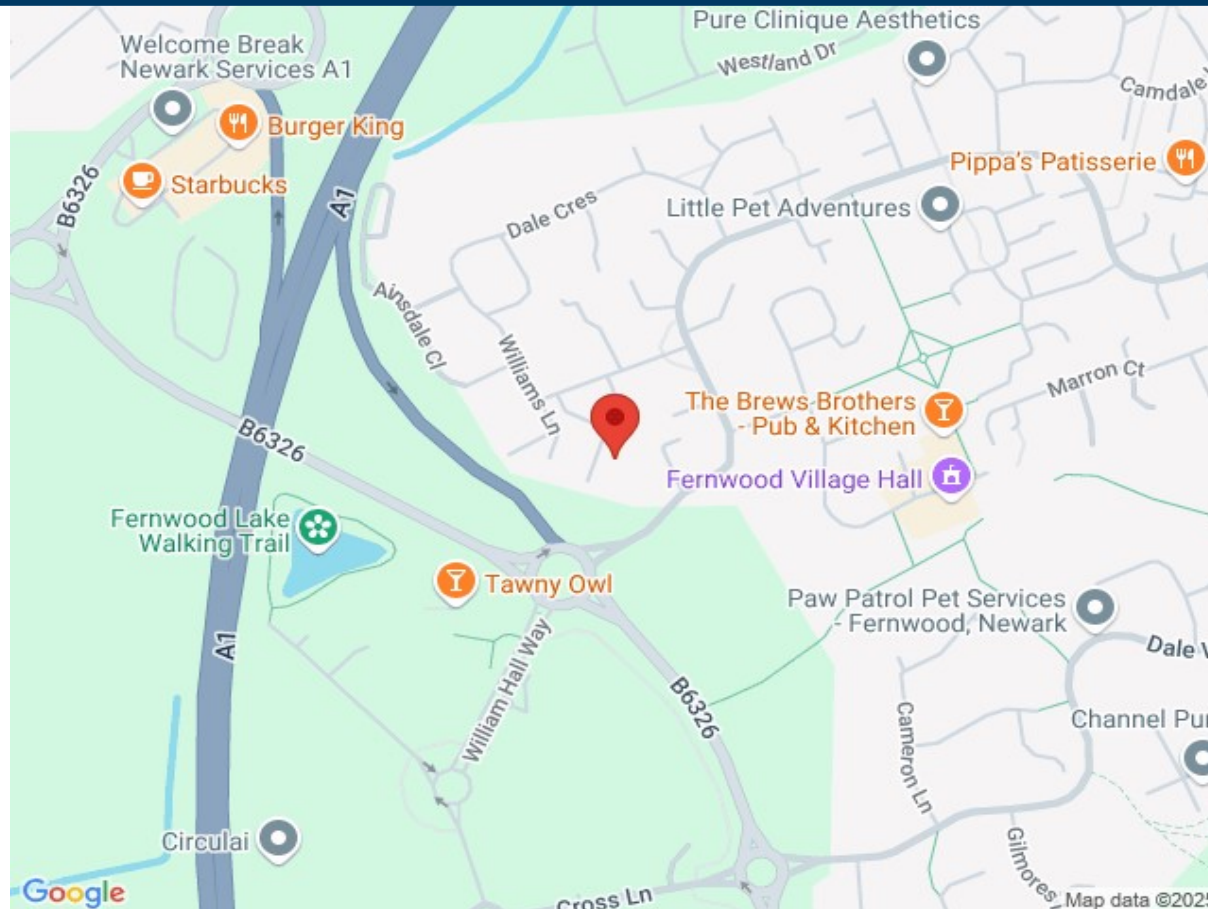 Pure Clinique Aesthetics
Welcome Break
Newark Services A1
Westland Dr
Camdale
Burger King
Pippa's Patisserie
Starbucks
B6326
A1
Dale Cres
Little Pet Adventures
Ainsdale Cl
Williams Ln
Marron Ct
The Brews Brothers
- Pub & Kitchen
B6326
Fernwood Village Hall
Fernwood Lake
Walking Trail
Tawny Owl
Paw Patrol Pet Services
- Fernwood, Newark
A1
William Hall Way
Dale
B6326
Cameron Ln
Channel Pur
Circulai
Gilmores
Cross Ln
Google
Map data ©2025